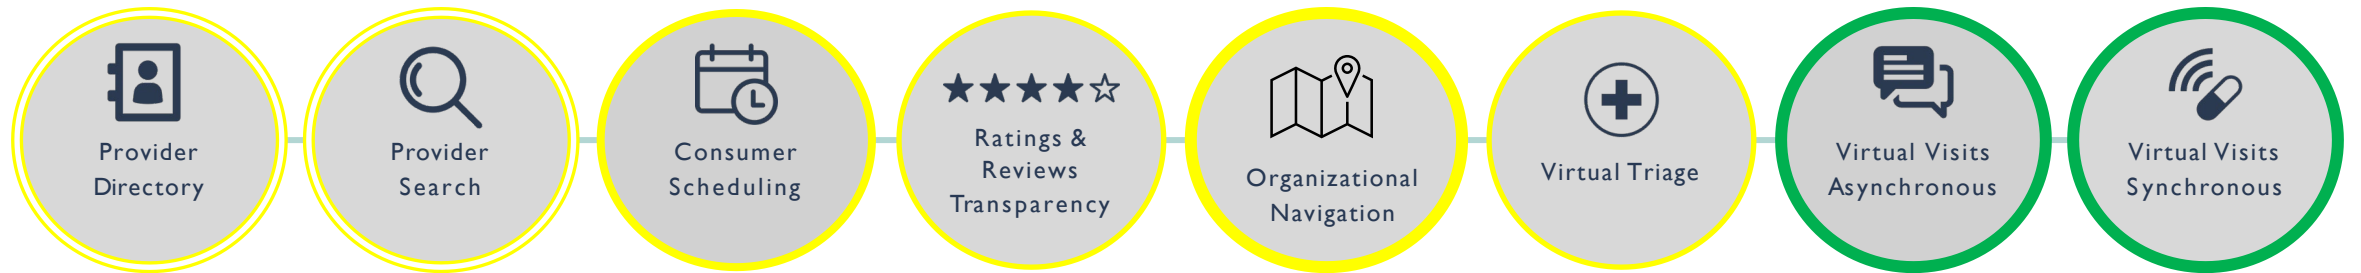 Provider
Directory
Provider
Search
Consumer
Scheduling
Ratings &
Reviews
Transparency
Organizational
Navigation
Virtual Triage
Virtual Visits
Asynchronous
Virtual Visits
Synchronous